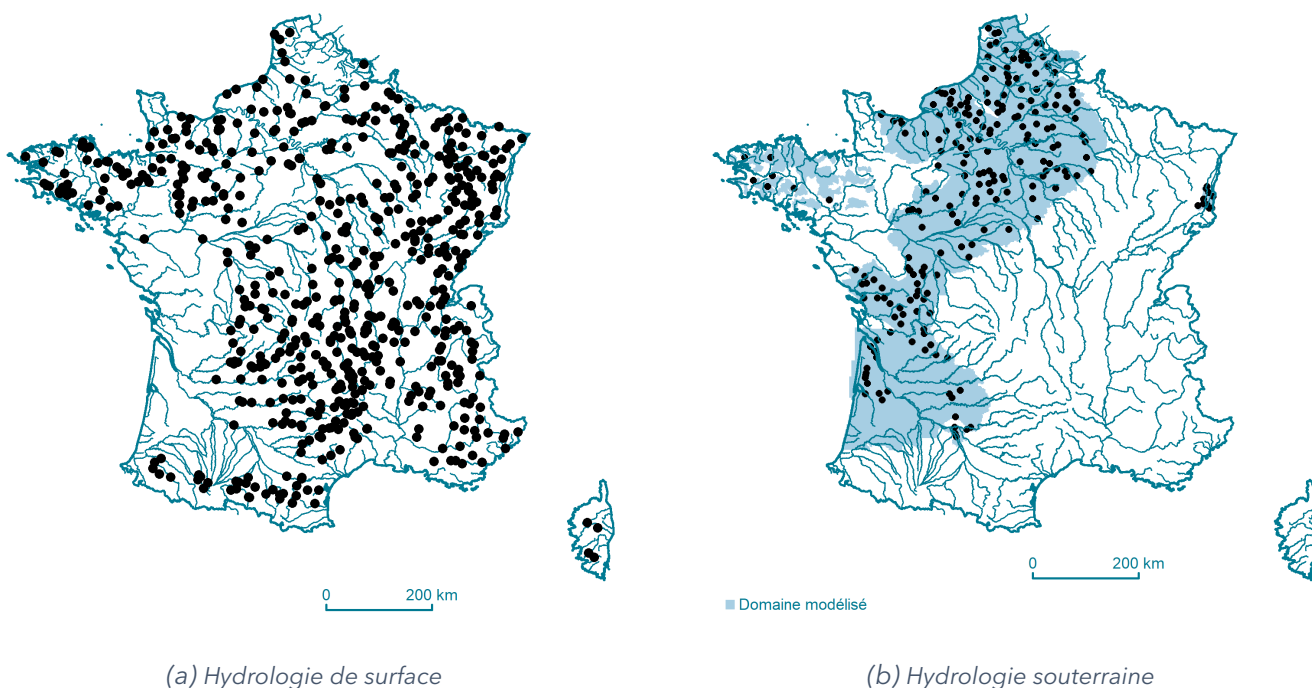 0 200 km
0 200 km
Domaine modélisé
(a) Hydrologie de surface
(b) Hydrologie souterraine